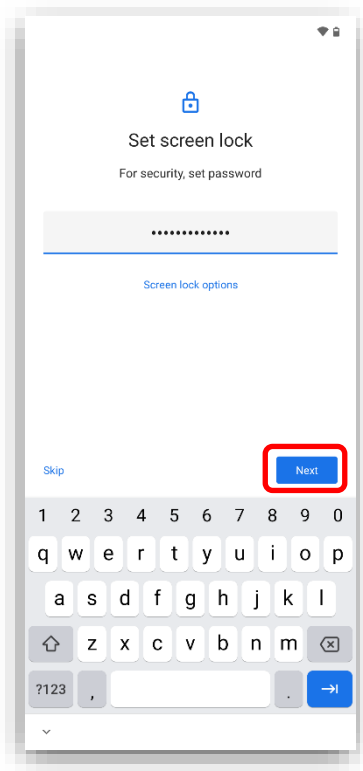 Set screen lock
For security, set password
•••••••••••••
Screen lock options
Skip Next
1 2 3 4 5 6 7 8 9 0
q w e r t y u i o p
a s d f g h j k l
z x c v b n m
?123 , .